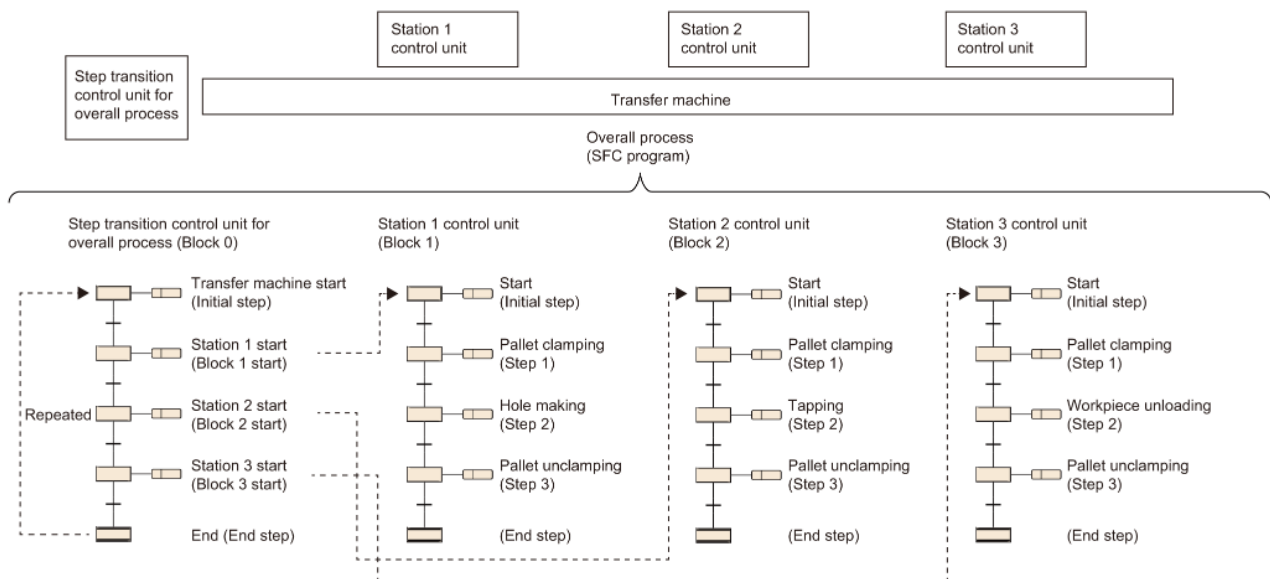 Station 1
control unit
Station 2
control unit
Station 3
control unit
Step transition
control unit for
overall process
Transfer machine
Overall process
(SFC program)
Step transition control unit for
overall process (Block 0)
Transfer machine start
(Initial step)
Station 1 start
(Block 1 start)
Repeated
Station 2 start
(Block 2 start)
Station 3 start
(Block 3 start)
End (End step)
Station 1 control unit
(Block 1)
Start
(Initial step)
Pallet clamping
(Step 1)
Hole making
(Step 2)
Pallet unclamping
(Step 3)
(End step)
Station 2 control unit
(Block 2)
Start
(Initial step)
Pallet clamping
(Step 1)
Tapping
(Step 2)
Pallet unclamping
(Step 3)
(End step)
Station 3 control unit
(Block 3)
Start
(Initial step)
Pallet clamping
(Step 1)
Workpiece unloading
(Step 2)
Pallet unclamping
(Step 3)
(End step)